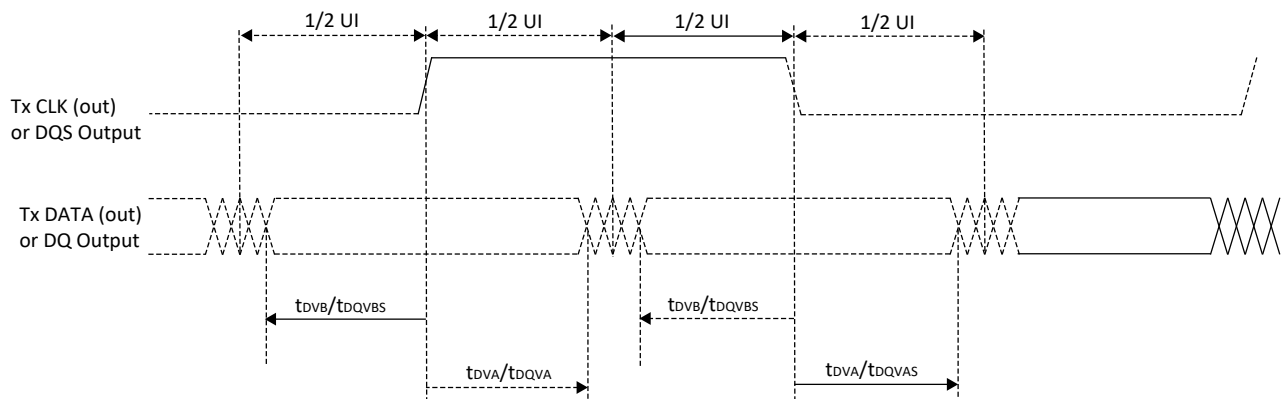 1/2 UI 1/2 UI 1/2 UI 1/2 UI
Tx CLK (out)
or DQS Output
Tx DATA (out)
or DQ Output
tDVB/tDQVBS tDVB/tDQVBS
tDVA/tDQVA tDVA/tDQVAS